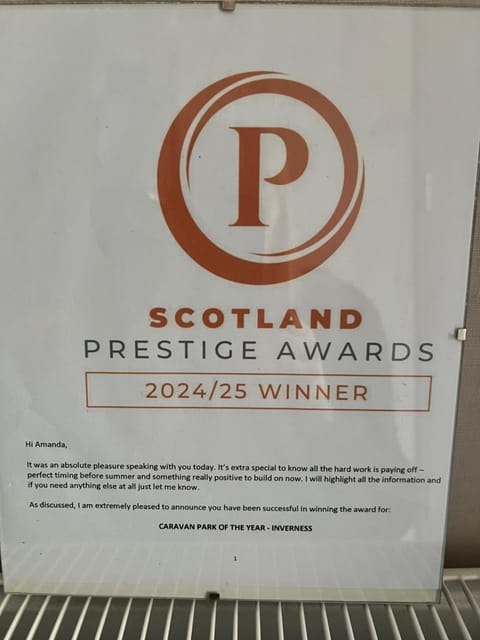 P
SCOTLAND
PRESTIGE AWARDS
2024/25 WINNER
Hi Amanda,
It was an absolute pleasure speaking with you today. It's extra special to know all the hard work is paying off –
perfect timing before summer and something really positive to build on now. I will highlight all the information and
if you need anything else at all just let me know.
As discussed, I am extremely pleased to announce you have been successful in winning the award for:
CARAVAN PARK OF THE YEAR - INVERNESS
1